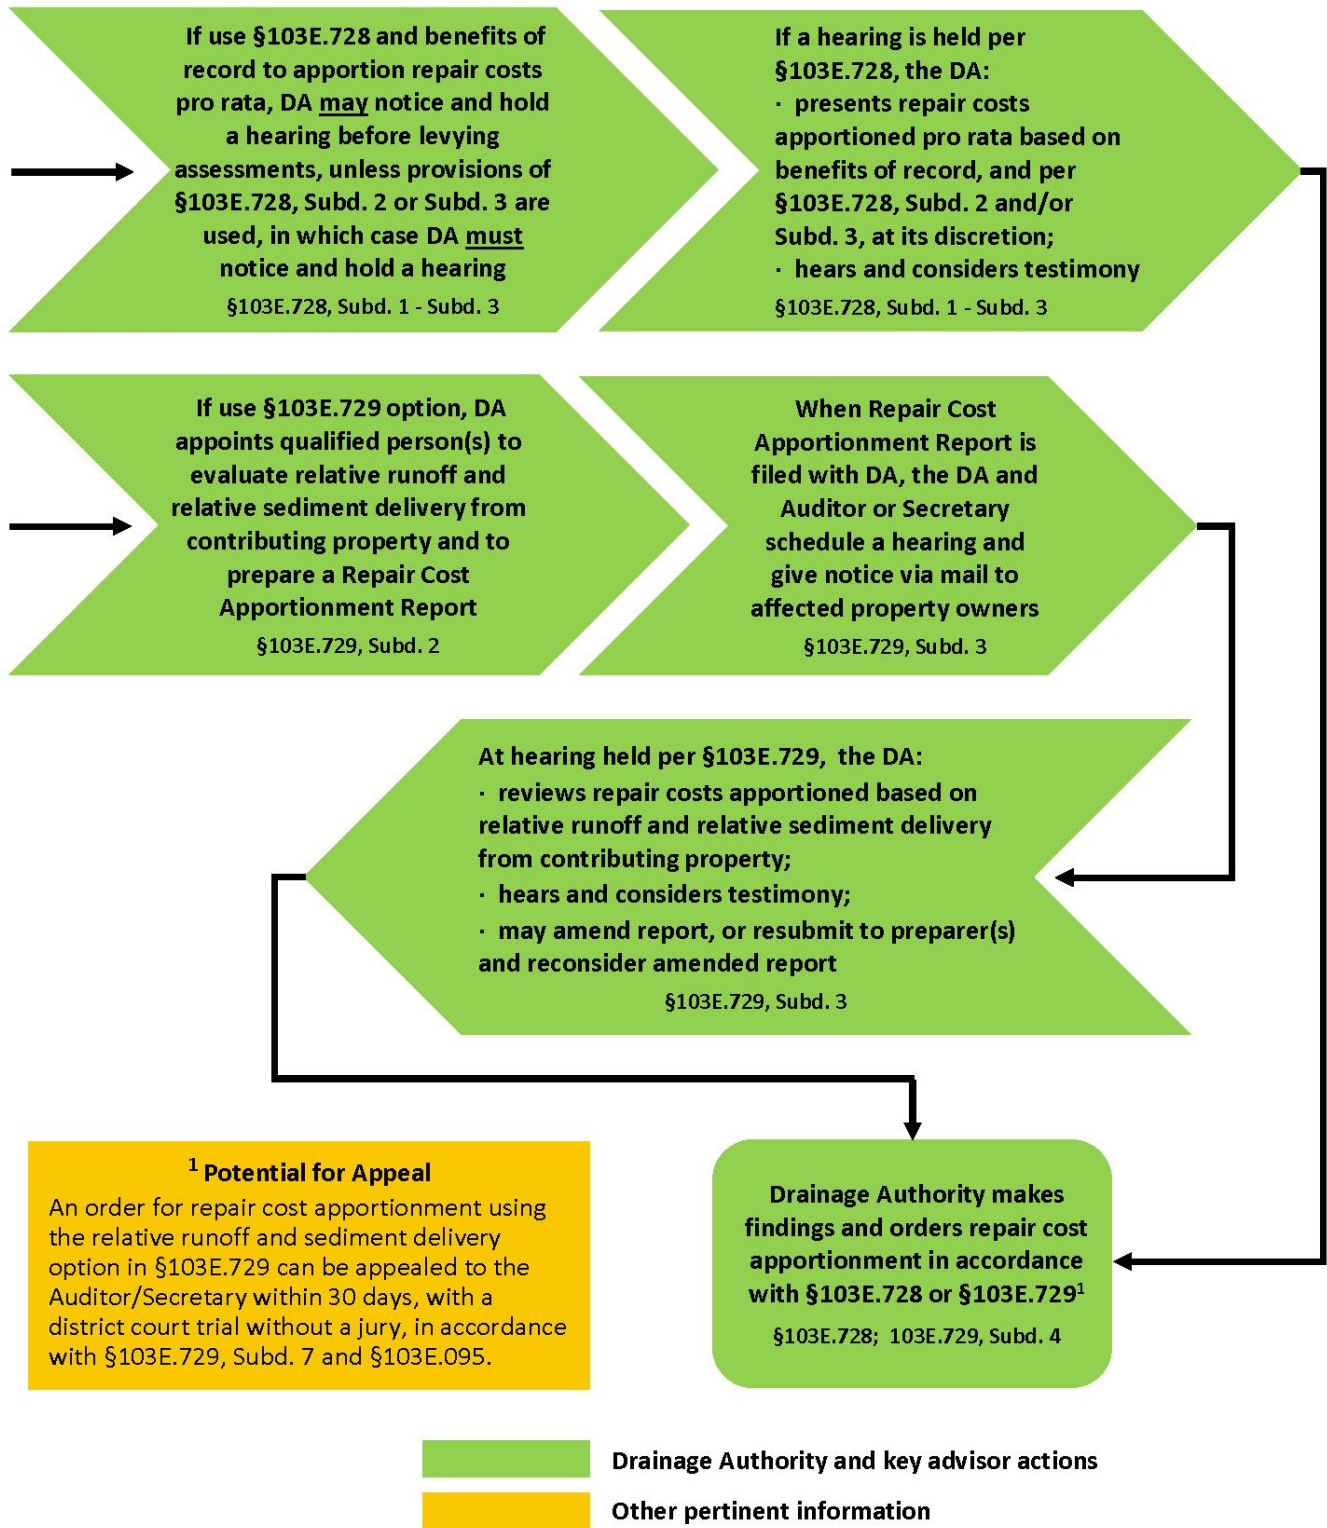 If use §103E.728 and benefits of
record to apportion repair costs
pro rata, DA may notice and hold
a hearing before levying
assessments, unless provisions of
§103E.728, Subd. 2 or Subd. 3 are
used, in which case DA must
notice and hold a hearing
§103E.728, Subd. 1 - Subd. 3
If a hearing is held per
§103E.728, the DA:
· presents repair costs
apportioned pro rata based on
benefits of record, and per
§103E.728, Subd. 2 and/or
Subd. 3, at its discretion;
· hears and considers testimony
§103E.728, Subd. 1 - Subd. 3
If use §103E.729 option, DA
appoints qualified person(s) to
evaluate relative runoff and
relative sediment delivery from
contributing property and to
prepare a Repair Cost
Apportionment Report
§103E.729, Subd. 2
When Repair Cost
Apportionment Report is
filed with DA, the DA and
Auditor or Secretary
schedule a hearing and
give notice via mail to
affected property owners
§103E.729, Subd. 3
At hearing held per §103E.729,  the DA:
· reviews repair costs apportioned based on
relative runoff and relative sediment delivery
from contributing property;
· hears and considers testimony;
· may amend report, or resubmit to preparer(s)
and reconsider amended report
§103E.729, Subd. 3
1 Potential for Appeal
An order for repair cost apportionment using
the relative runoff and sediment delivery
option in §103E.729 can be appealed to the
Auditor/Secretary within 30 days, with a
district court trial without a jury, in accordance
with §103E.729, Subd. 7 and §103E.095.
Drainage Authority makes
findings and orders repair cost
apportionment in accordance
with §103E.728 or §103E.729¹
§103E.728;  103E.729, Subd. 4
Drainage Authority and key advisor actions
Other pertinent information